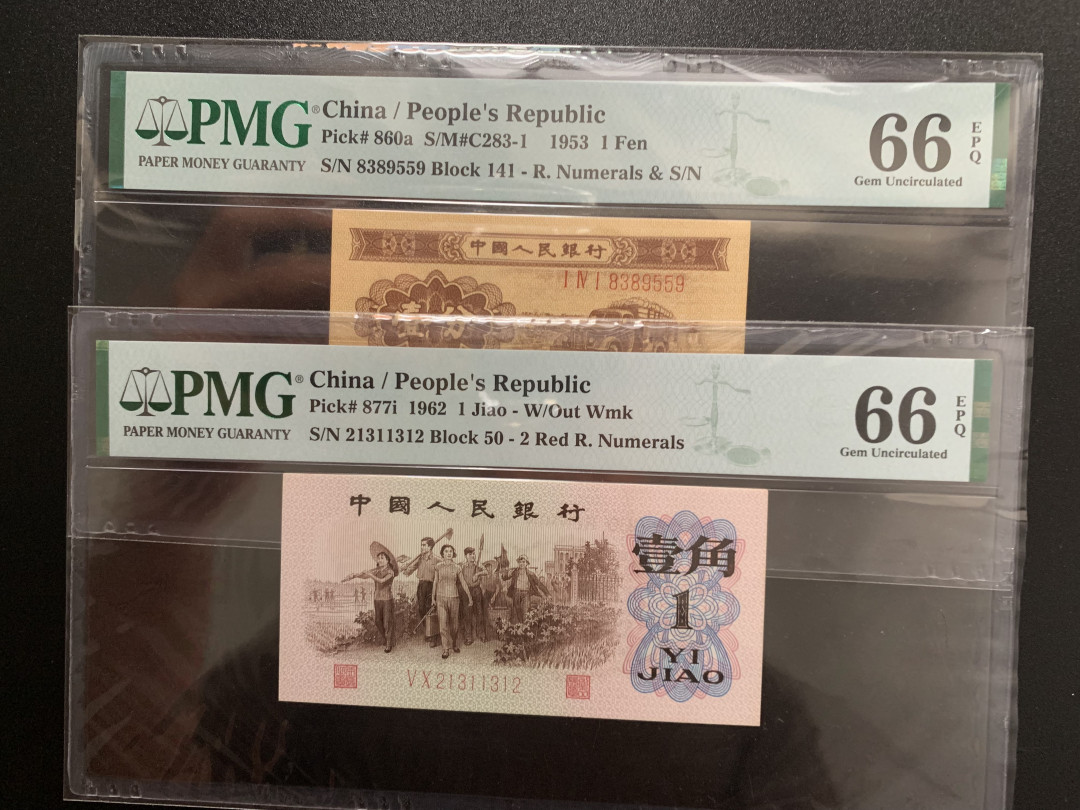 PMG® China / People's Republic
PAPER MONEY GUARANTY
Pick# 860a S/M#C283-1 1953 1 Fen
S/N 8389559 Block 141 - R. Numerals & S/N
66 EPQ
Gem Uncirculated
中國人民銀行
I IV I 8389559
壹分
PMG® China / People's Republic
PAPER MONEY GUARANTY
Pick# 877i 1962 1 Jiao - W/Out Wmk
S/N 21311312 Block 50 - 2 Red R. Numerals
66 EPQ
Gem Uncirculated
中國人民銀行
壹角
1
YI
JIAO
VX21311312